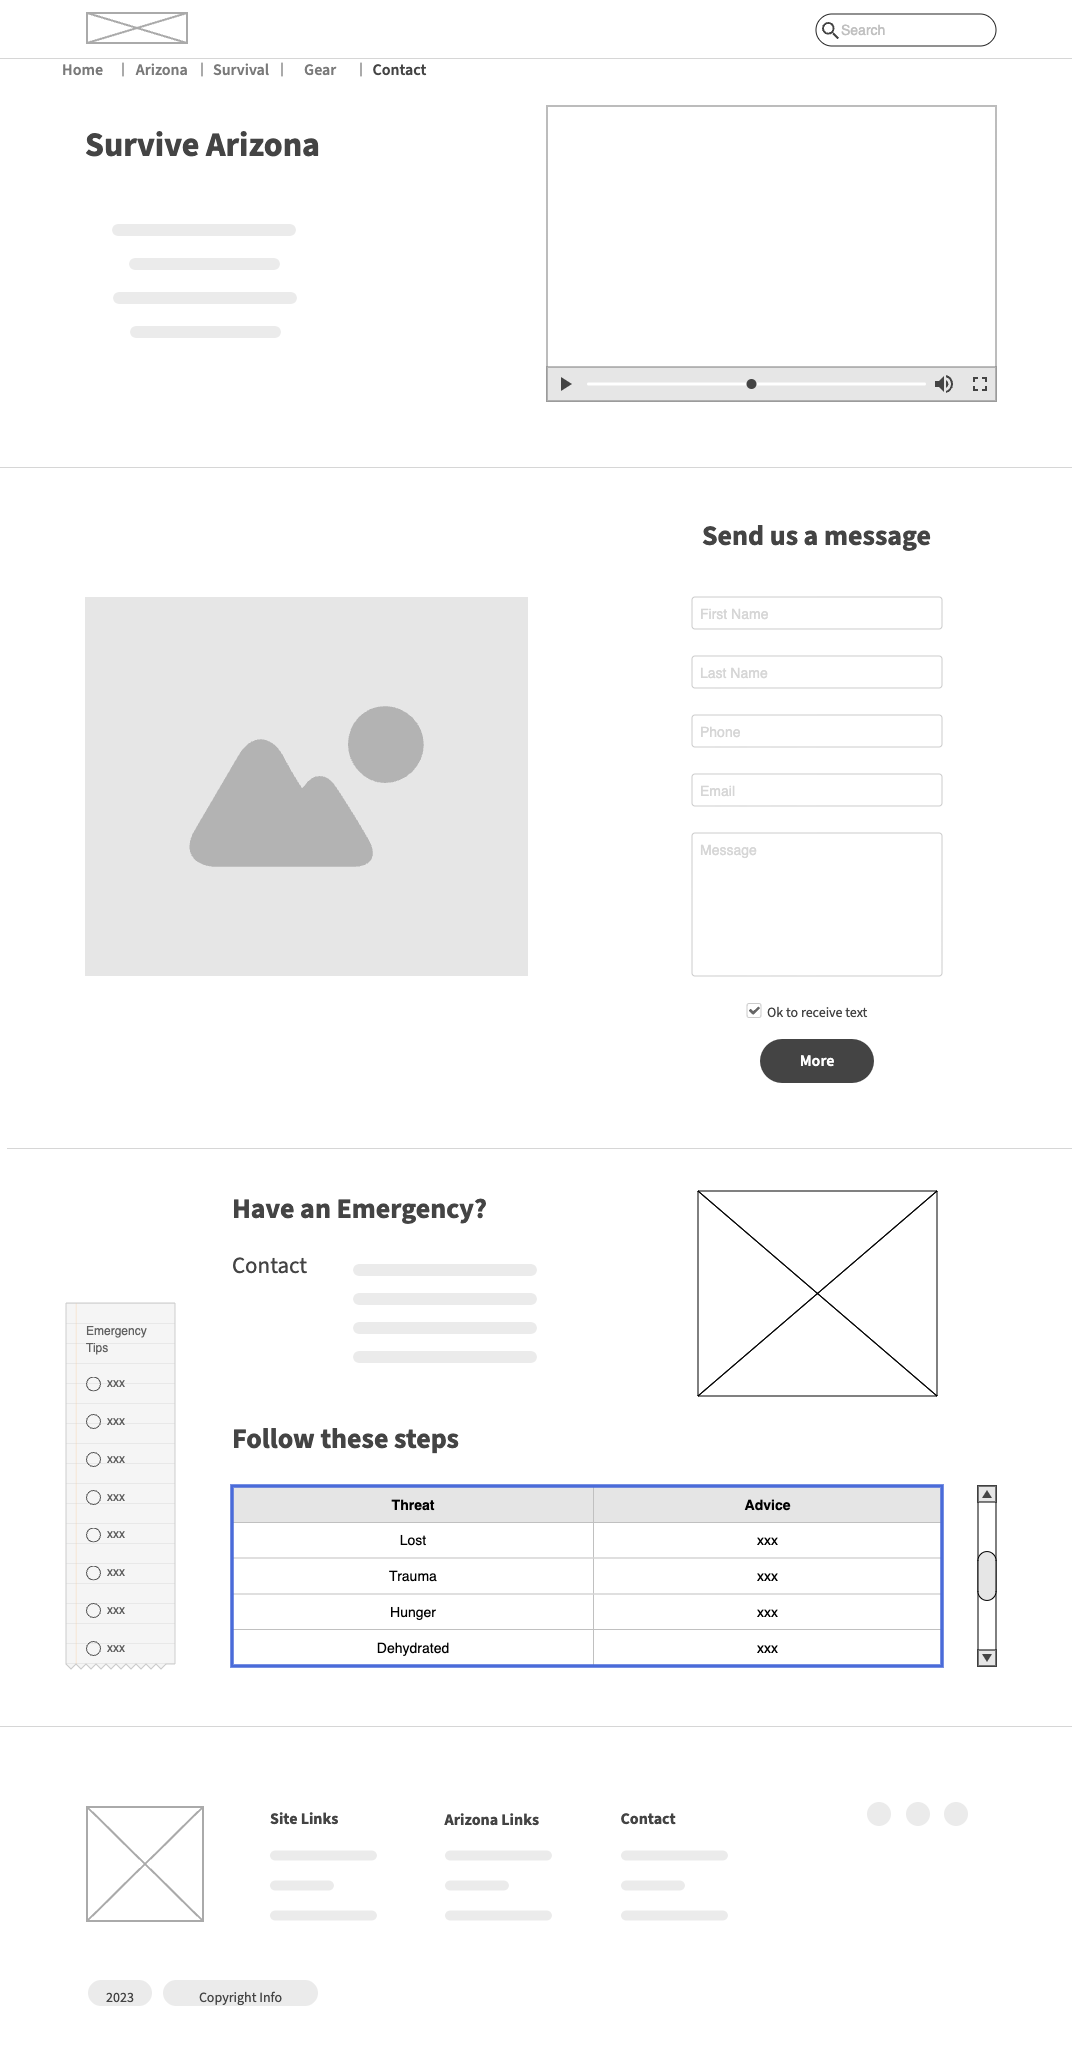 Search
Home | Arizona | Survival | Gear | Contact
Survive Arizona
Send us a message
First Name
Last Name
Phone
Email
Message
Ok to receive text
More
Have an Emergency?
Contact
Emergency
Tips
xxx
xxx
xxx
xxx
xxx
xxx
xxx
xxx
Follow these steps
Threat Advice
Lost xxx
Trauma xxx
Hunger xxx
Dehydrated xxx
Site Links
Arizona Links
Contact
2023
Copyright Info